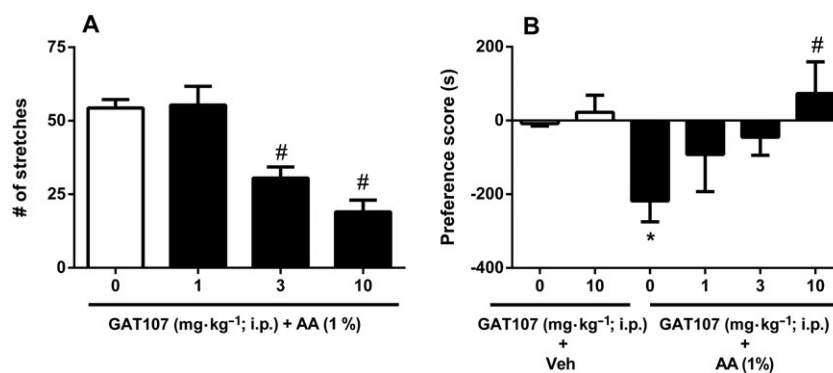 A
# of stretches
75
50
25
0
#
#
0 1 3 10
GAT107 (mg·kg⁻¹; i.p.) + AA (1 %)
B
Preference score (s)
200
0
-200
-400
#
*
0 10 0 1 3 10
GAT107 (mg·kg⁻¹; i.p.) GAT107 (mg·kg⁻¹; i.p.)
+ +
Veh AA (1%)